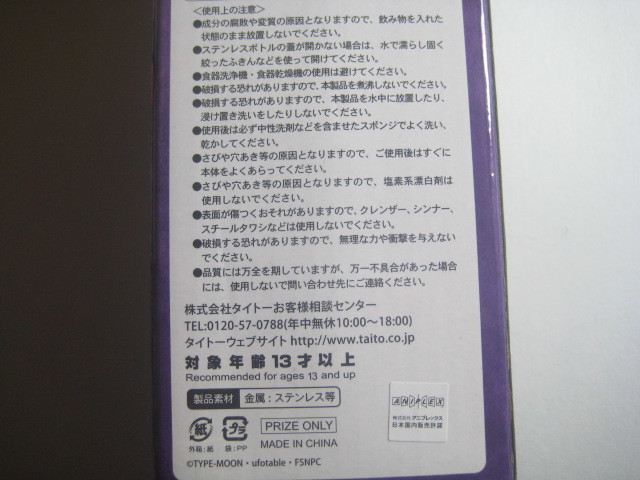 ＜使用上の注意＞
●成分の腐敗や変質の原因となりますので、飲み物を入れた
状態のまま放置しないでください。
●ステンレスボトルの蓋が開かない場合は、水で濡らし固く
絞ったふきんなどを使って開けてください。
●食器洗浄機・食器乾燥機の使用は避けてください。
●破損する恐れがありますので、本製品を煮沸しないでください。
●破損する恐れがありますので、本製品を水中に放置したり、
浸け置き洗いをしたりしないでください。
●使用後は必ず中性洗剤などを含ませたスポンジでよく洗い、
乾かしてください。
●さびや穴あき等の原因となりますので、ご使用後はすぐに
本体をよくあらってください。
●さびや穴あき等の原因となりますので、塩素系漂白剤は
使用しないでください。
●表面が傷つくおそれがありますので、クレンザー、シンナー、
スチールタワシなどは使用しないでください。
●破損する恐れがありますので、無理な力や衝撃を与えない
でください。
●品質には万全を期していますが、万一不具合があった場合
には、使用しないで問い合わせ先にご連絡ください。
株式会社タイトーお客様相談センター
TEL:0120-57-0788(年中無休10:00〜18:00)
タイトーウェブサイト http://www.taito.co.jp
対象年齢13才以上
Recommended for ages 13 and up
製品素材 金属：ステンレス等
紙 プラ PRIZE ONLY
外箱：紙 袋：PP MADE IN CHINA
©TYPE-MOON・ufotable・FSNPC
ANIPLEX
株式会社アニプレックス
日本国内販売許諾